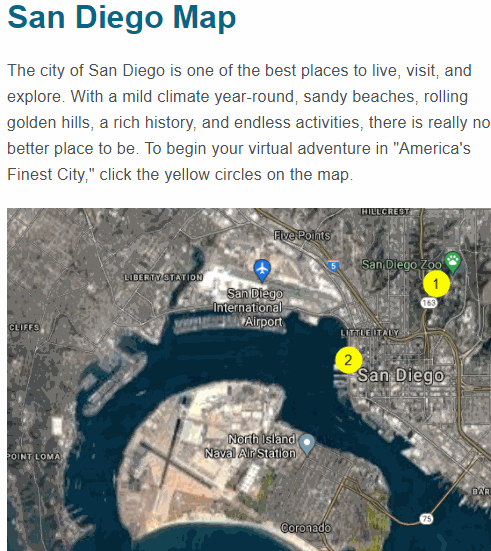 San Diego Map
The city of San Diego is one of the best places to live, visit, and
explore. With a mild climate year-round, sandy beaches, rolling
golden hills, a rich history, and endless activities, there is really no
better place to be. To begin your virtual adventure in "America's
Finest City," click the yellow circles on the map.
HILLCREST
Five Points
5
San Diego Zoo
LIBERTY STATION
1
San Diego
International
Airport
163
CLIFFS
LITTLE ITALY
2
San Diego
North Island
Naval Air Station
POINT LOMA
BAR
75
Coronado